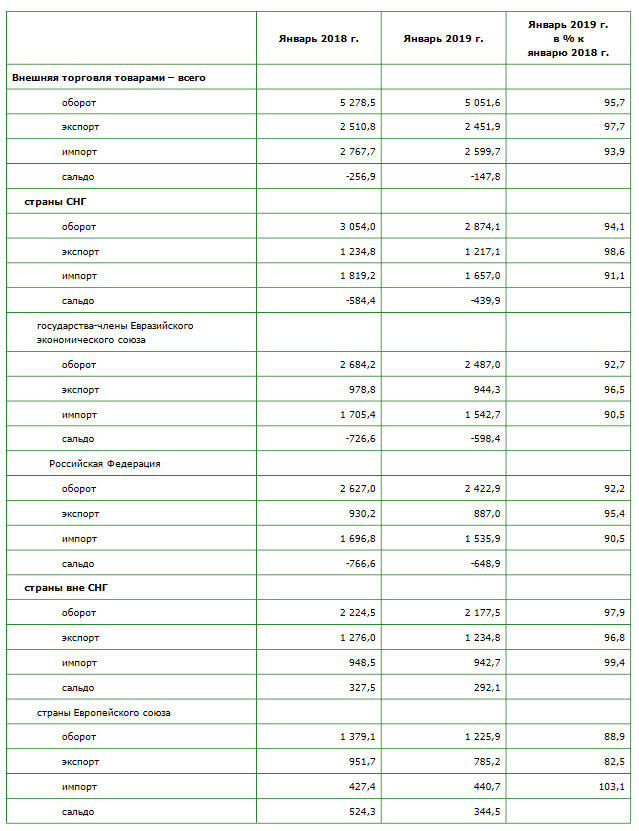 Январь 2018 г. Январь 2019 г. Январь 2019 г.
в % к
январю 2018 г.
Внешняя торговля товарами – всего
оборот 5 278,5 5 051,6 95,7
экспорт 2 510,8 2 451,9 97,7
импорт 2 767,7 2 599,7 93,9
сальдо -256,9 -147,8
страны СНГ
оборот 3 054,0 2 874,1 94,1
экспорт 1 234,8 1 217,1 98,6
импорт 1 819,2 1 657,0 91,1
сальдо -584,4 -439,9
государства-члены Евразийского
экономического союза
оборот 2 684,2 2 487,0 92,7
экспорт 978,8 944,3 96,5
импорт 1 705,4 1 542,7 90,5
сальдо -726,6 -598,4
Российская Федерация
оборот 2 627,0 2 422,9 92,2
экспорт 930,2 887,0 95,4
импорт 1 696,8 1 535,9 90,5
сальдо -766,6 -648,9
страны вне СНГ
оборот 2 224,5 2 177,5 97,9
экспорт 1 276,0 1 234,8 96,8
импорт 948,5 942,7 99,4
сальдо 327,5 292,1
страны Европейского союза
оборот 1 379,1 1 225,9 88,9
экспорт 951,7 785,2 82,5
импорт 427,4 440,7 103,1
сальдо 524,3 344,5